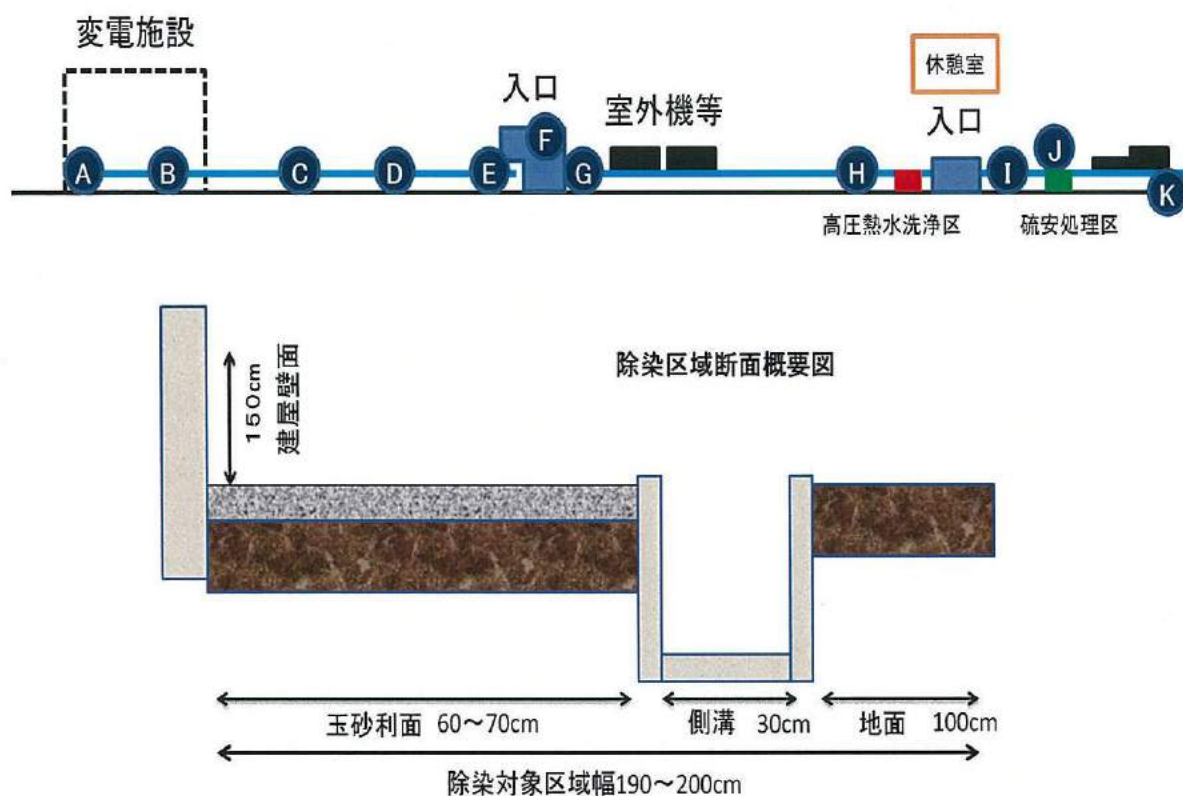 変電施設
入口
室外機等
休憩室
入口
A B C D E F G H I J K
高圧熱水洗浄区
硫安処理区
除染区域断面概要図
150cm
建屋壁面
玉砂利面 60～70cm
側溝 30cm
地面 100cm
除染対象区域幅190～200cm